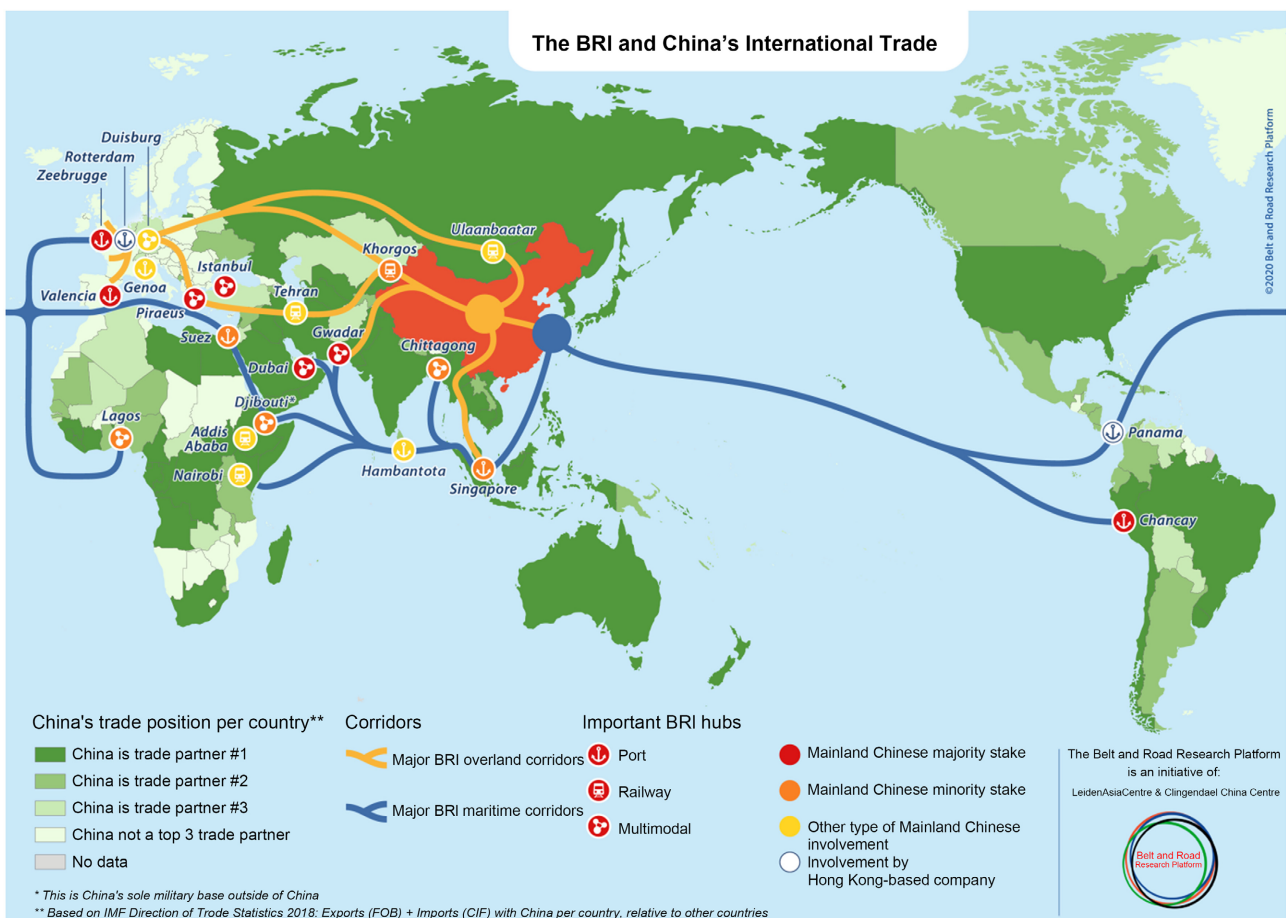 The BRI and China's International Trade
©2020 Belt and Road Research Platform
Duisburg
Rotterdam
Zeebrugge
Ulaanbaatar
Khorgos
Istanbul
Tehran
Genoa
Valencia
Piraeus
Gwadar
Suez
Chittagong
Dubai
Djibouti*
Lagos
Addis
Ababa
Panama
Nairobi
Hambantota
Singapore
Chancay
China's trade position per country**
China is trade partner #1
China is trade partner #2
China is trade partner #3
China not a top 3 trade partner
No data
Corridors
Major BRI overland corridors
Major BRI maritime corridors
Important BRI hubs
Port
Railway
Multimodal
Mainland Chinese majority stake
Mainland Chinese minority stake
Other type of Mainland Chinese
involvement
Involvement by
Hong Kong-based company
The Belt and Road Research Platform
is an initiative of:
LeidenAsiaCentre & Clingendael China Centre
Belt and Road
Research Platform
* This is China's sole military base outside of China
** Based on IMF Direction of Trade Statistics 2018: Exports (FOB) + Imports (CIF) with China per country, relative to other countries